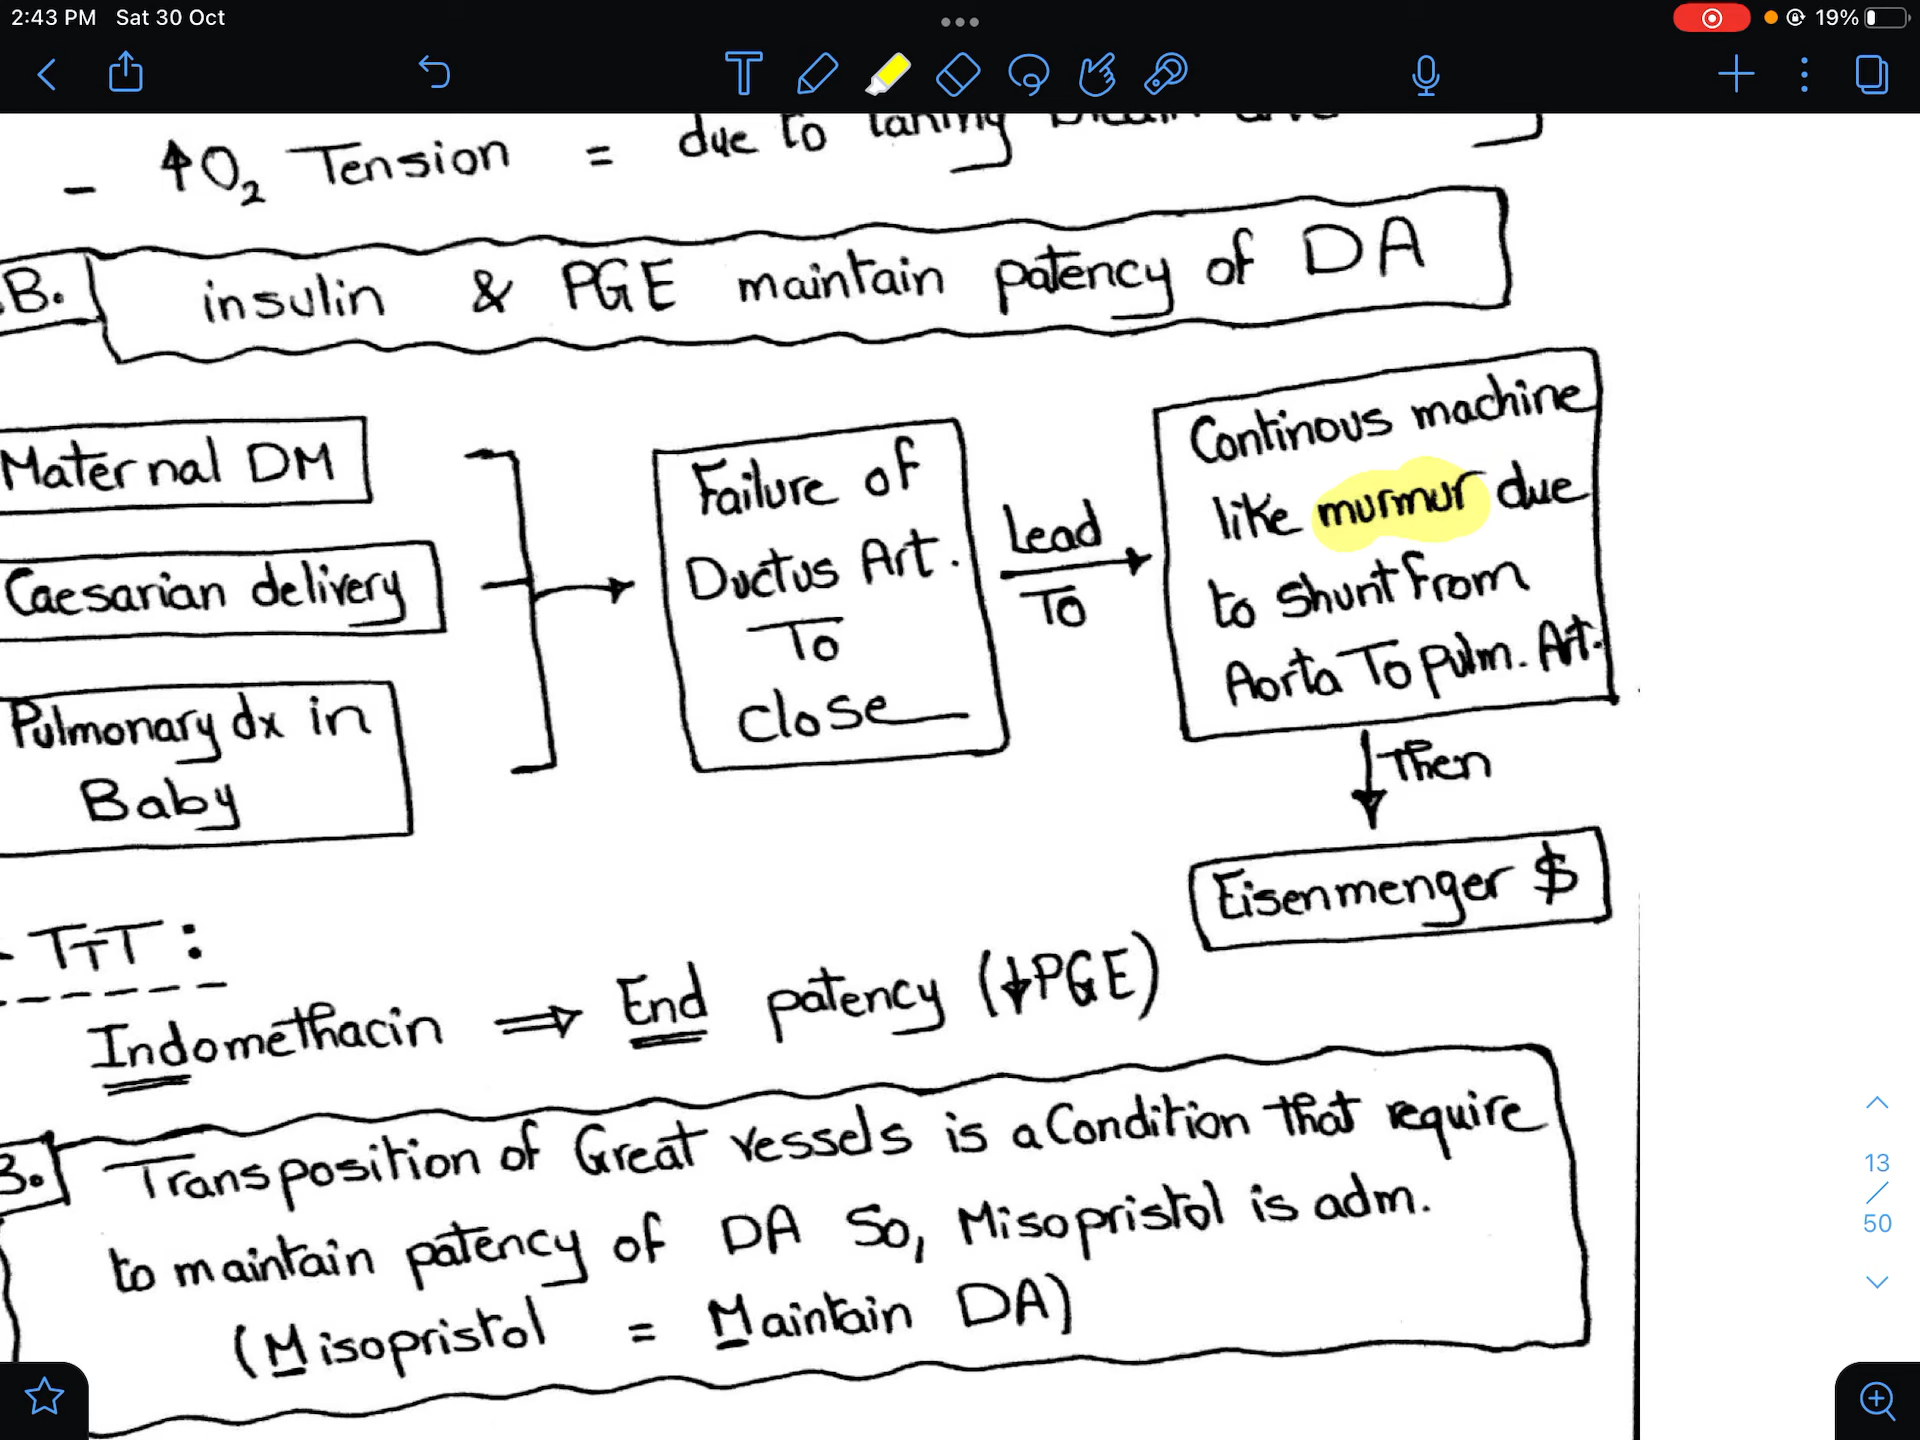 2:43 PM Sat 30 Oct
19%
- ↑O₂ Tension = due to taking
.B. insulin & PGE maintain patency of DA
Maternal DM
Caesarian delivery
Pulmonary dx in
Baby
Failure of
Ductus Art.
To
close
Lead
To
Continous machine
like murmur due
to Shunt From
Aorta To Pulm. Art.
Then
Eisenmenger $
- TTT:
Indomethacin ⇒ End patency (↓PGE)
B. Transposition of Great vessels is a Condition that require
to maintain patency of DA So, Misopristol is adm.
(Misopristol = Maintain DA)
13
/
50